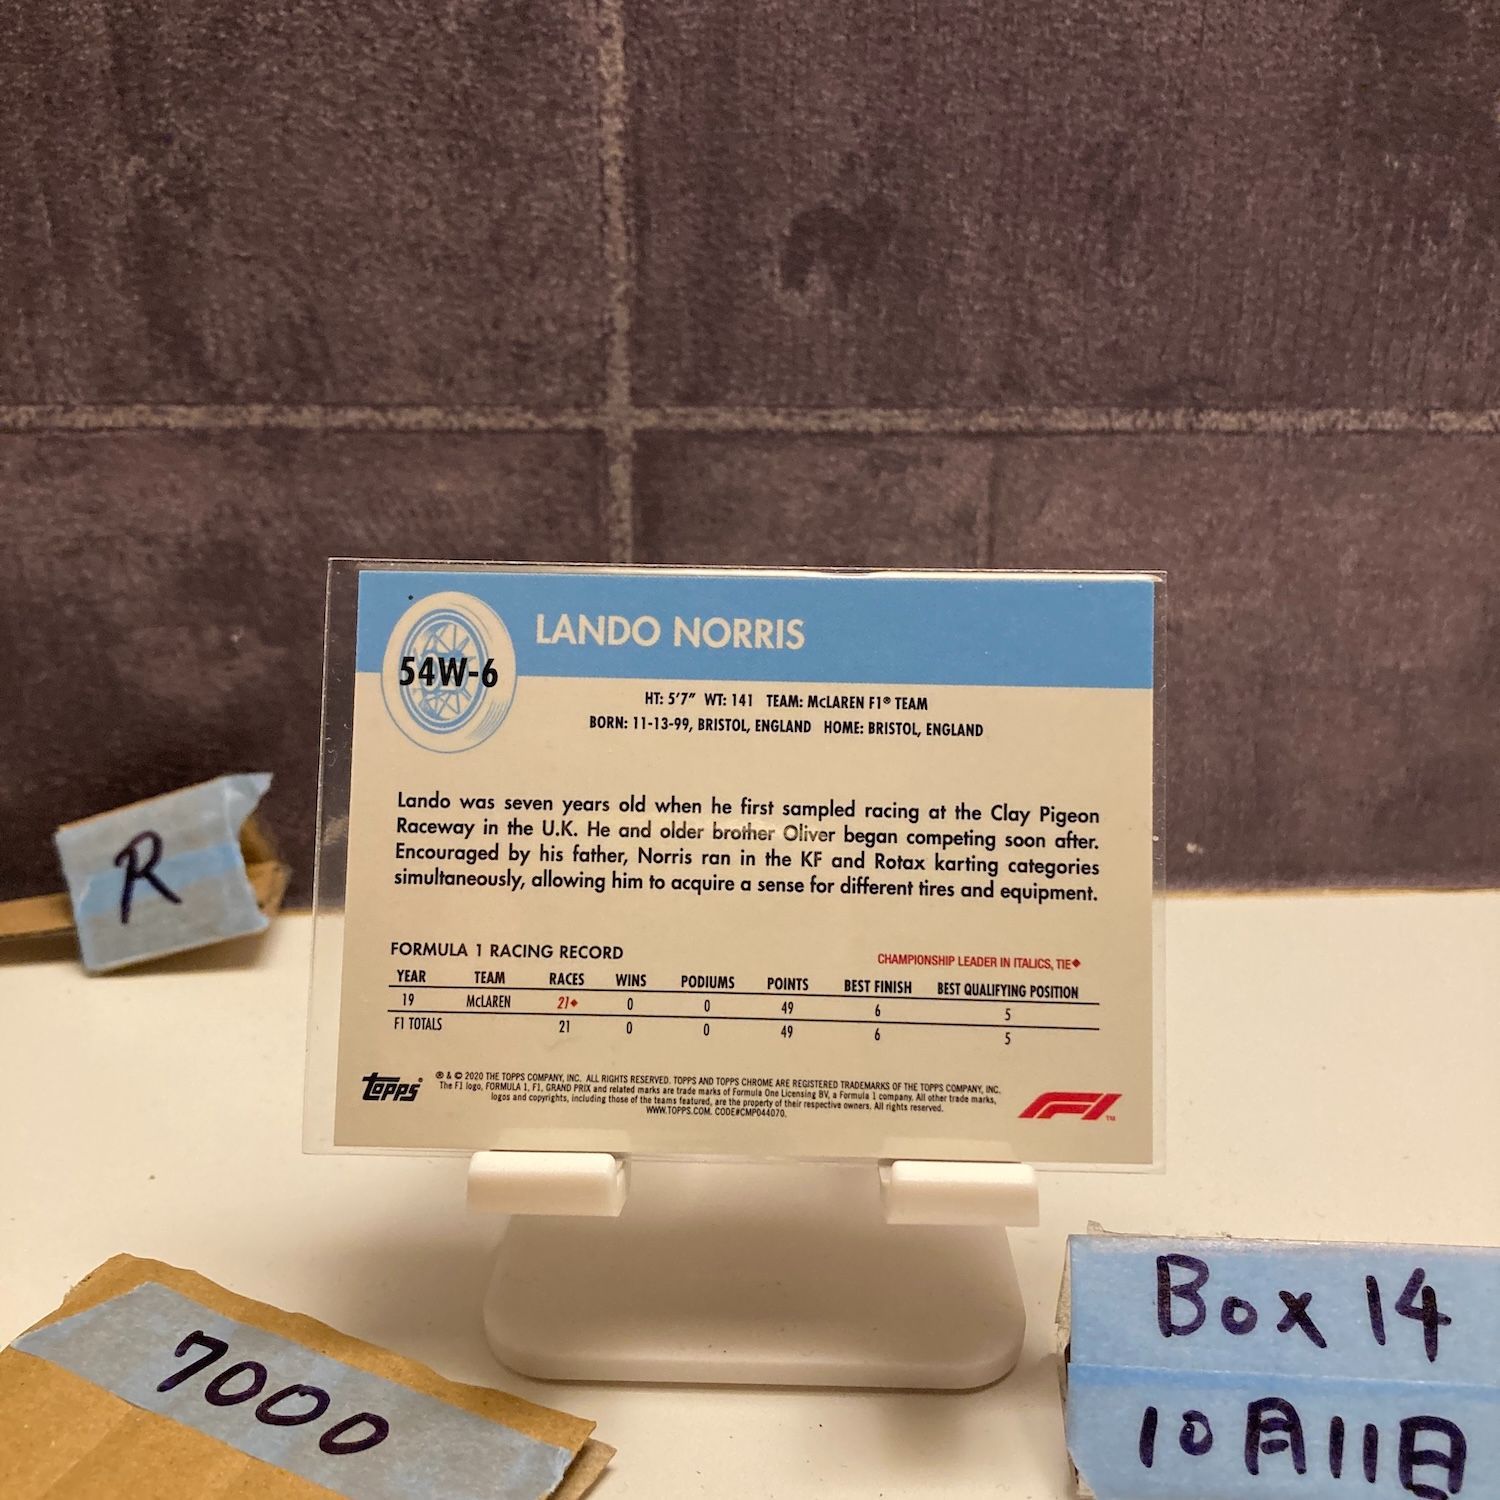 LANDO NORRIS
54W-6
HT: 5'7" WT: 141 TEAM: McLAREN F1® TEAM
BORN: 11-13-99, BRISTOL, ENGLAND HOME: BRISTOL, ENGLAND
Lando was seven years old when he first sampled racing at the Clay Pigeon
Raceway in the U.K. He and older brother Oliver began competing soon after.
Encouraged by his father, Norris ran in the KF and Rotax karting categories
simultaneously, allowing him to acquire a sense for different tires and equipment.
FORMULA 1 RACING RECORD
CHAMPIONSHIP LEADER IN ITALICS, TIE◆
YEAR TEAM RACES WINS PODIUMS POINTS BEST FINISH BEST QUALIFYING POSITION
19 McLAREN 21◆ 0 0 49 6 5
F1 TOTALS 21 0 0 49 6 5
topps®
® & © 2020 THE TOPPS COMPANY, INC. ALL RIGHTS RESERVED. TOPPS AND TOPPS CHROME ARE REGISTERED TRADEMARKS OF THE TOPPS COMPANY, INC.
The F1 logo, FORMULA 1, F1, GRAND PRIX and related marks are trade marks of Formula One Licensing BV, a Formula 1 company. All other trade marks,
logos and copyrights, including those of the teams featured, are the property of their respective owners. All rights reserved.
WWW.TOPPS.COM. CODE#CMP044070.
F1™
R
7000
Box 14
10月11日